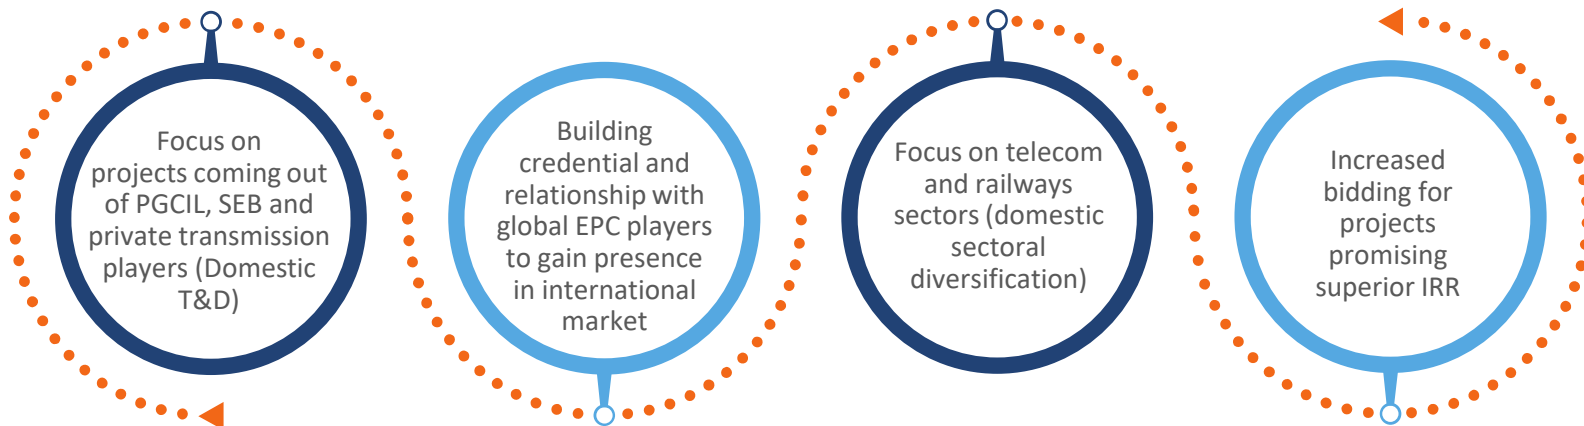 Focus on
projects coming out
of PGCIL, SEB and
private transmission
players (Domestic
T&D)
Building
credential and
relationship with
global EPC players
to gain presence
in international
market
Focus on telecom
and railways
sectors (domestic
sectoral
diversification)
Increased
bidding for
projects
promising
superior IRR